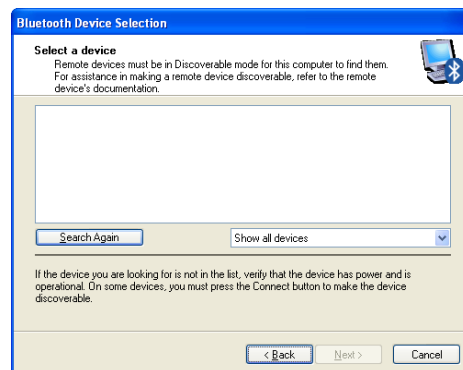 Bluetooth Device Selection
Select a device
Remote devices must be in Discoverable mode for this computer to find them.
For assistance in making a remote device discoverable, refer to the remote
device's documentation.
Search Again
Show all devices
If the device you are looking for is not in the list, verify that the device has power and is
operational. On some devices, you must press the Connect button to make the device
discoverable.
< Back
Next >
Cancel